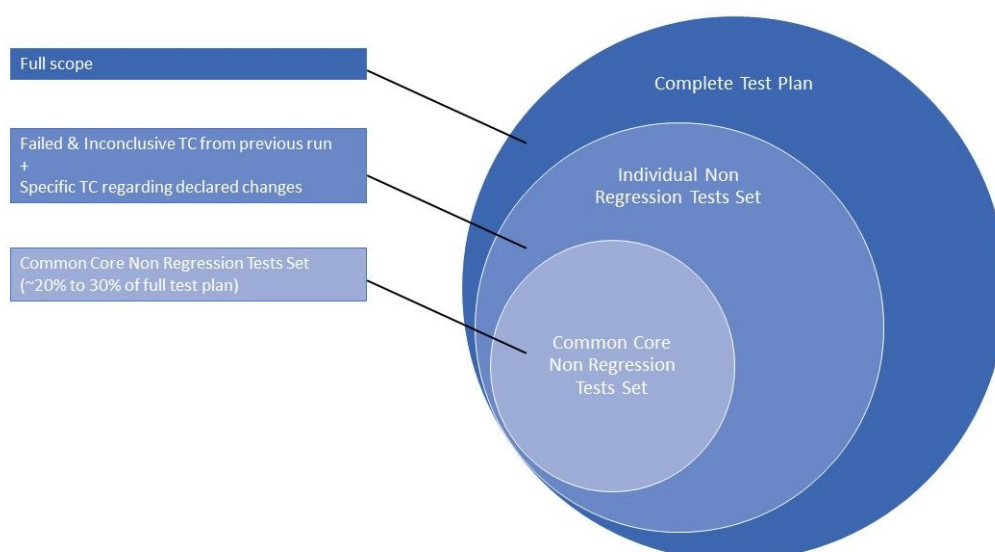 Full scope
Failed & Inconclusive TC from previous run
+
Specific TC regarding declared changes
Common Core Non Regression Tests Set
(~20% to 30% of full test plan)
Complete Test Plan
Individual Non
Regression Tests Set
Common Core
Non Regression
Tests Set